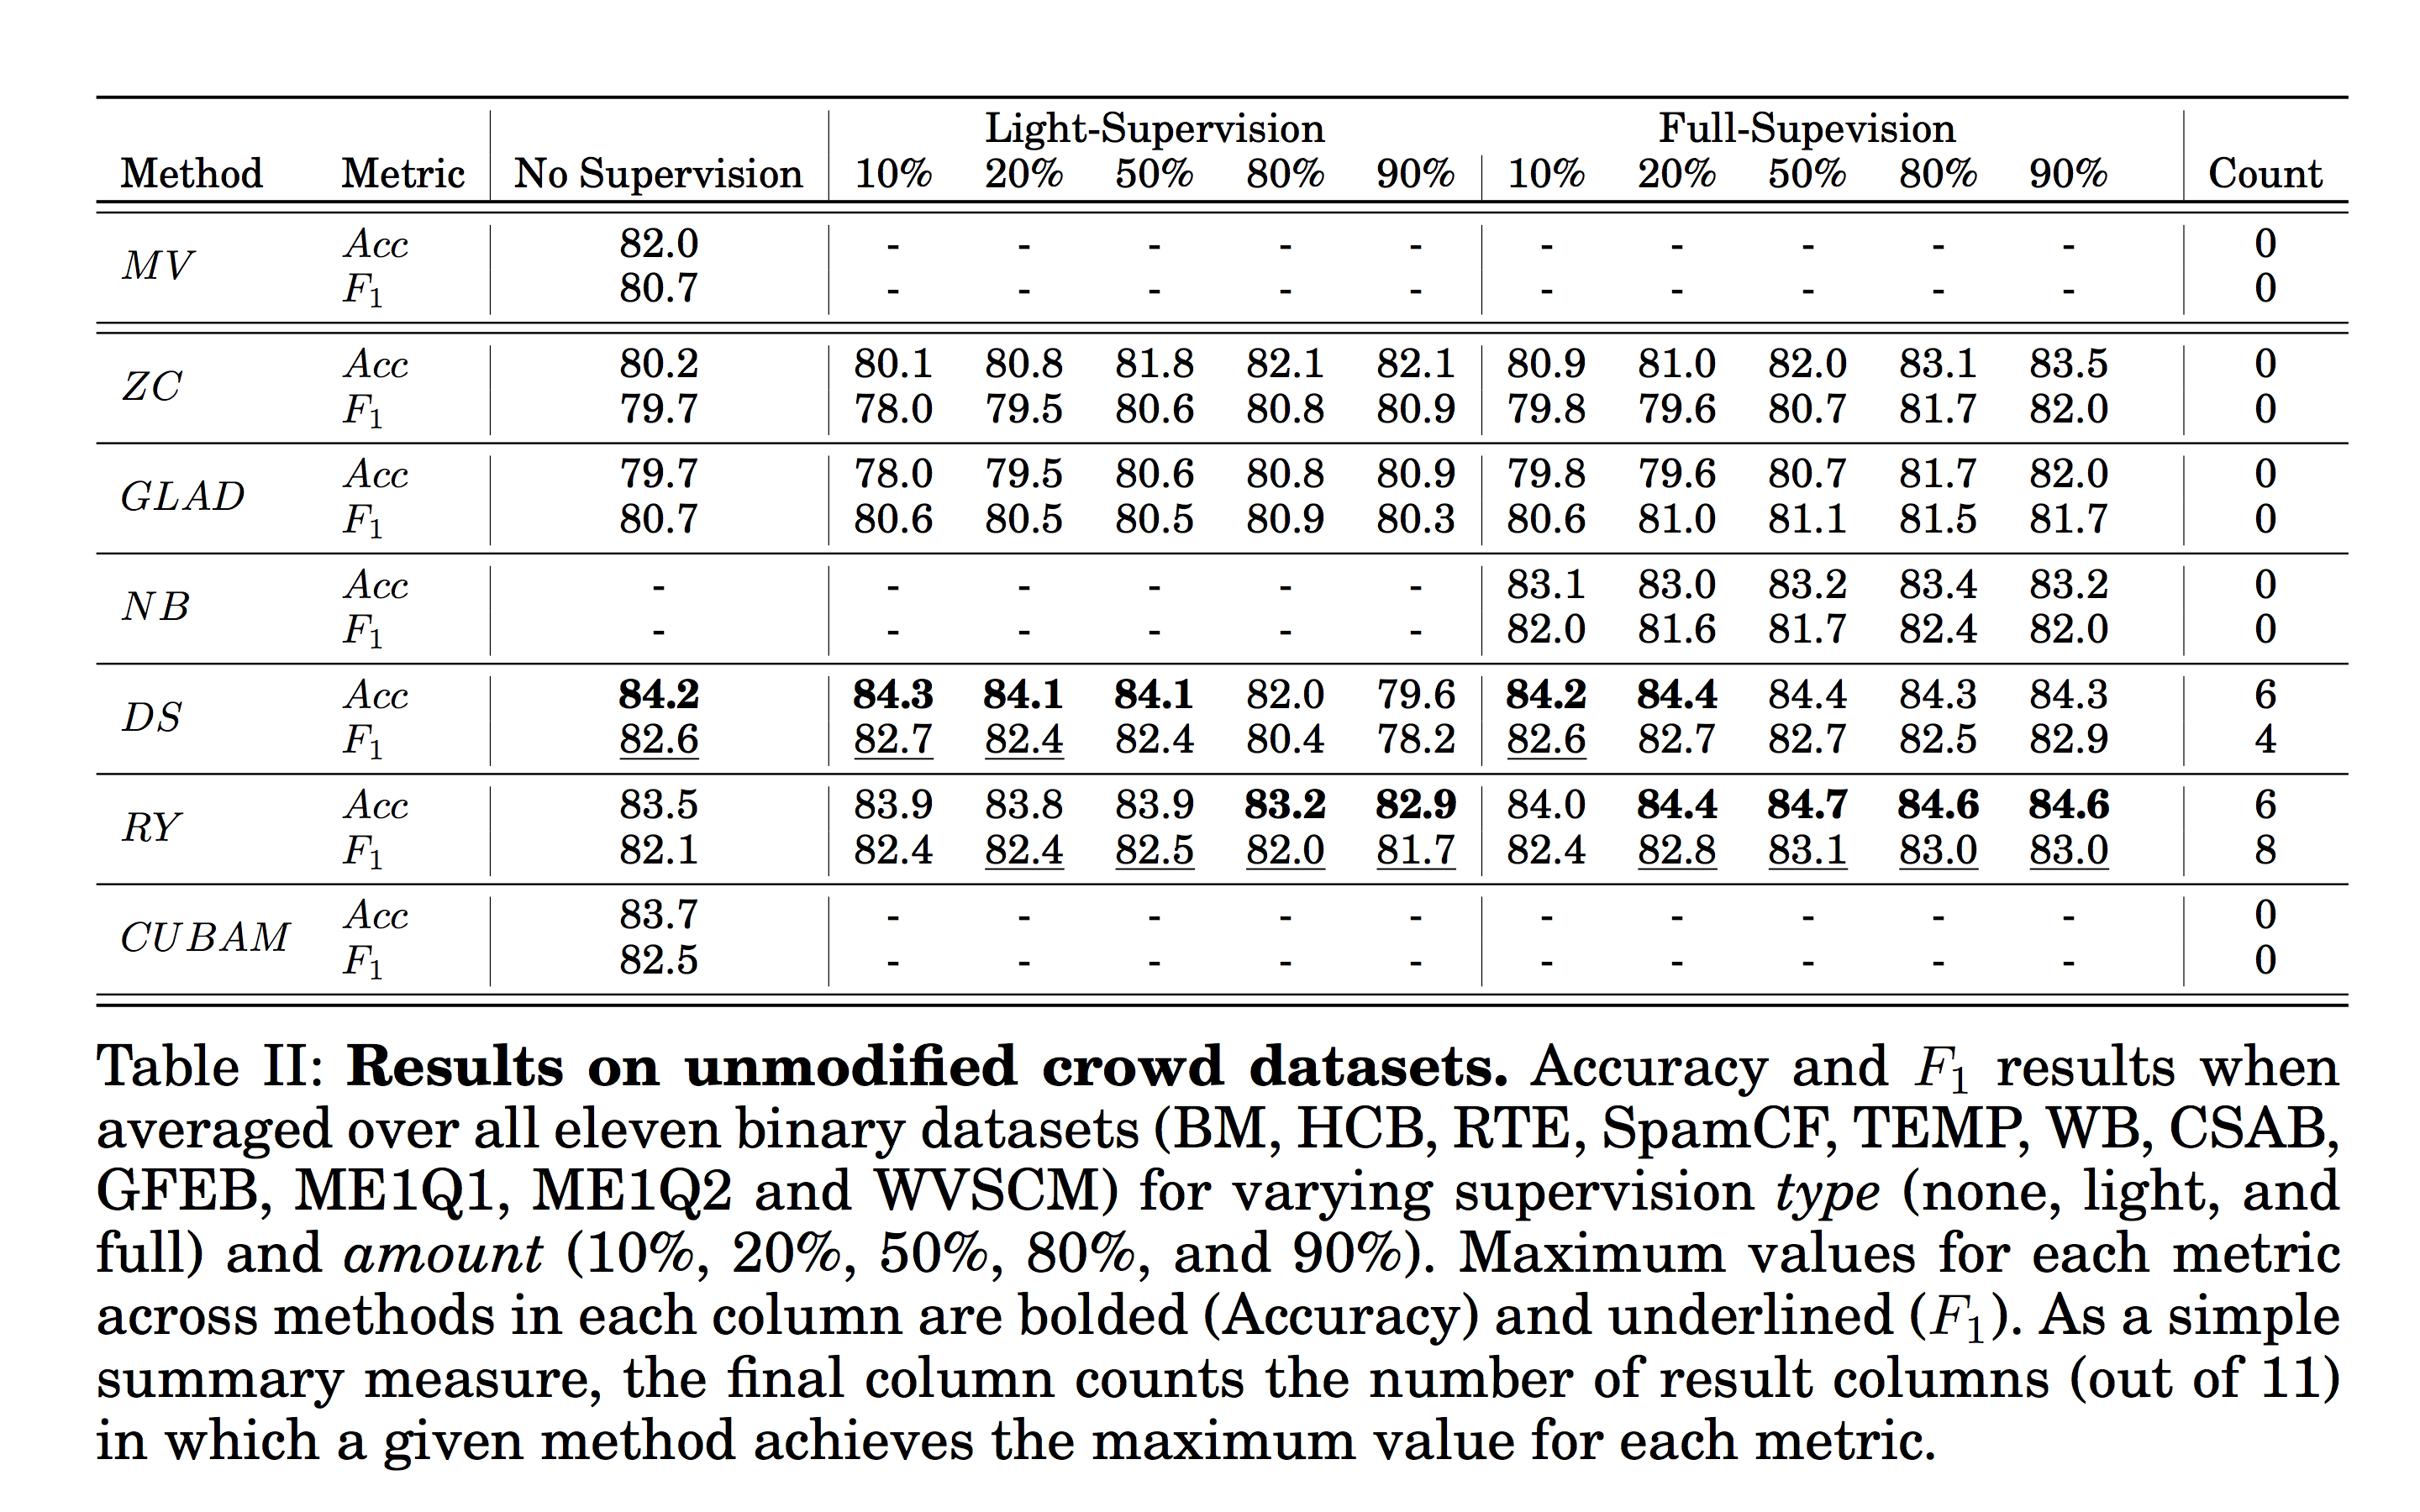 Light-Supervision Full-Supevision
Method Metric No Supervision 10% 20% 50% 80% 90% 10% 20% 50% 80% 90% Count
MV Acc 82.0 - - - - - - - - - - 0
F1 80.7 - - - - - - - - - - 0
ZC Acc 80.2 80.1 80.8 81.8 82.1 82.1 80.9 81.0 82.0 83.1 83.5 0
F1 79.7 78.0 79.5 80.6 80.8 80.9 79.8 79.6 80.7 81.7 82.0 0
GLAD Acc 79.7 78.0 79.5 80.6 80.8 80.9 79.8 79.6 80.7 81.7 82.0 0
F1 80.7 80.6 80.5 80.5 80.9 80.3 80.6 81.0 81.1 81.5 81.7 0
NB Acc - - - - - - 83.1 83.0 83.2 83.4 83.2 0
F1 - - - - - - 82.0 81.6 81.7 82.4 82.0 0
DS Acc 84.2 84.3 84.1 84.1 82.0 79.6 84.2 84.4 84.4 84.3 84.3 6
F1 82.6 82.7 82.4 82.4 80.4 78.2 82.6 82.7 82.7 82.5 82.9 4
RY Acc 83.5 83.9 83.8 83.9 83.2 82.9 84.0 84.4 84.7 84.6 84.6 6
F1 82.1 82.4 82.4 82.5 82.0 81.7 82.4 82.8 83.1 83.0 83.0 8
CUBAM Acc 83.7 - - - - - - - - - - 0
F1 82.5 - - - - - - - - - - 0
Table II: Results on unmodified crowd datasets. Accuracy and F1 results when
averaged over all eleven binary datasets (BM, HCB, RTE, SpamCF, TEMP, WB, CSAB,
GFEB, ME1Q1, ME1Q2 and WVSCM) for varying supervision type (none, light, and
full) and amount (10%, 20%, 50%, 80%, and 90%). Maximum values for each metric
across methods in each column are bolded (Accuracy) and underlined (F1). As a simple
summary measure, the final column counts the number of result columns (out of 11)
in which a given method achieves the maximum value for each metric.